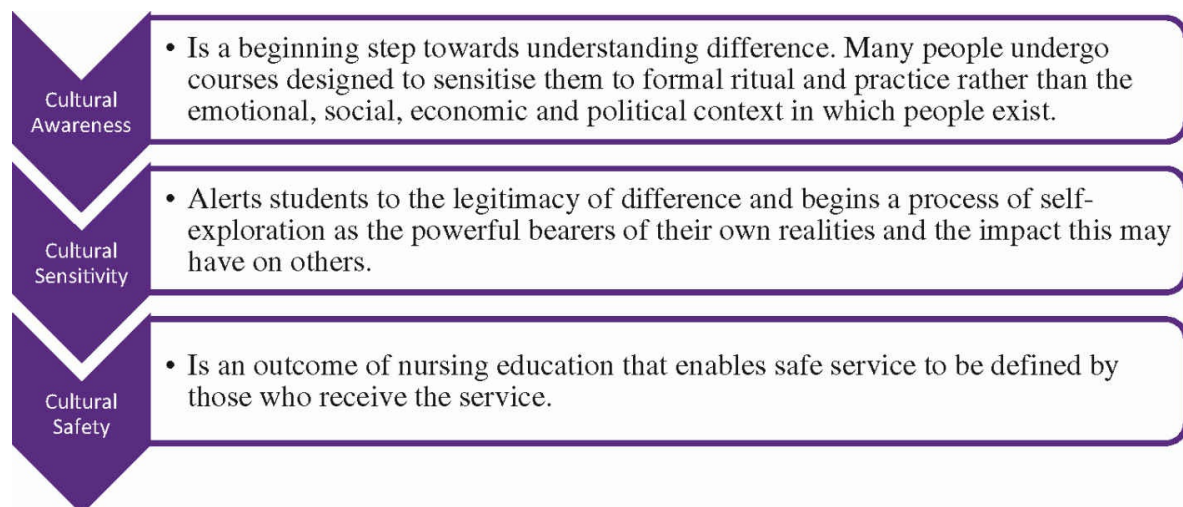 Cultural
Awareness
• Is a beginning step towards understanding difference. Many people undergo
courses designed to sensitise them to formal ritual and practice rather than the
emotional, social, economic and political context in which people exist.
Cultural
Sensitivity
• Alerts students to the legitimacy of difference and begins a process of self-
exploration as the powerful bearers of their own realities and the impact this may
have on others.
Cultural
Safety
• Is an outcome of nursing education that enables safe service to be defined by
those who receive the service.